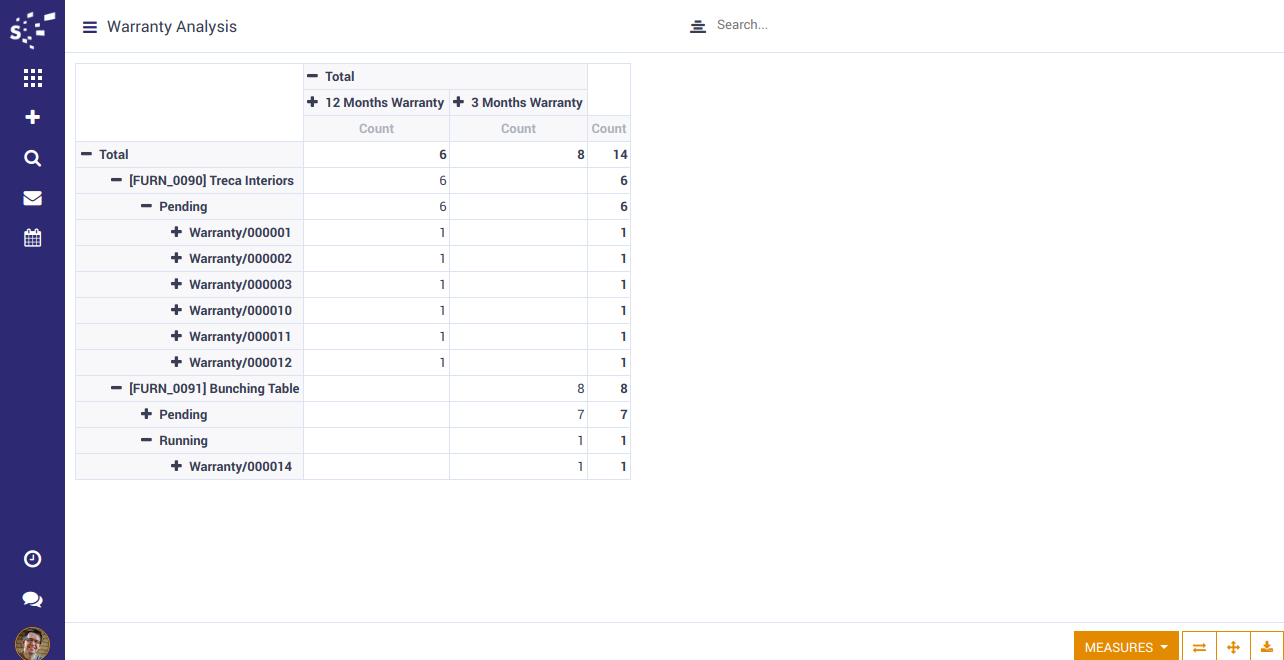 S
Warranty Analysis
Search...
Total
12 Months Warranty 3 Months Warranty
Count Count Count
Total 6 8 14
[FURN_0090] Treca Interiors 6 6
Pending 6 6
Warranty/000001 1 1
Warranty/000002 1 1
Warranty/000003 1 1
Warranty/000010 1 1
Warranty/000011 1 1
Warranty/000012 1 1
[FURN_0091] Bunching Table 8 8
Pending 7 7
Running 1 1
Warranty/000014 1 1
MEASURES